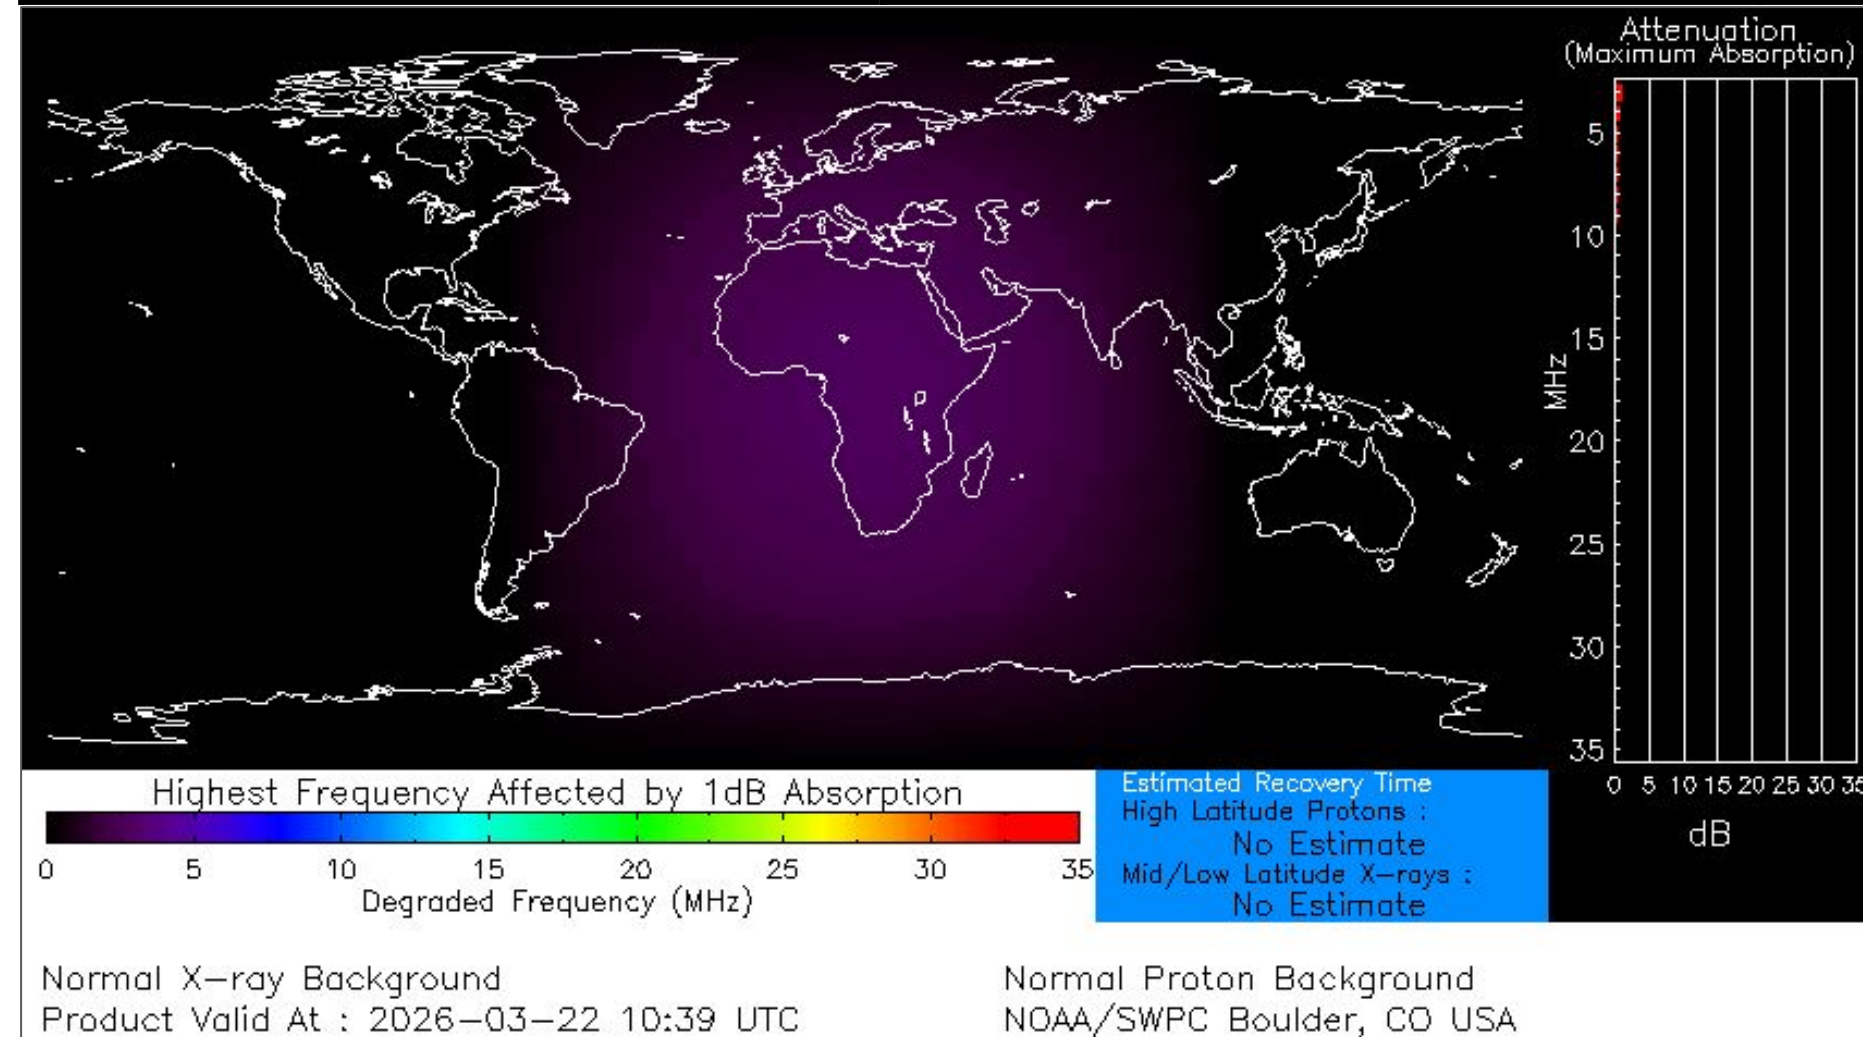 Attenuation
(Maximum Absorption)
5
10
15
20
25
30
35
MHz
0 5 10 15 20 25 30 35
dB
Highest Frequency Affected by 1dB Absorption
0 5 10 15 20 25 30 35
Degraded Frequency (MHz)
Estimated Recovery Time
High Latitude Protons :
No Estimate
Mid/Low Latitude X-rays :
No Estimate
Normal X-ray Background
Normal Proton Background
Product Valid At : 2026-03-22 10:39 UTC
NOAA/SWPC Boulder, CO USA